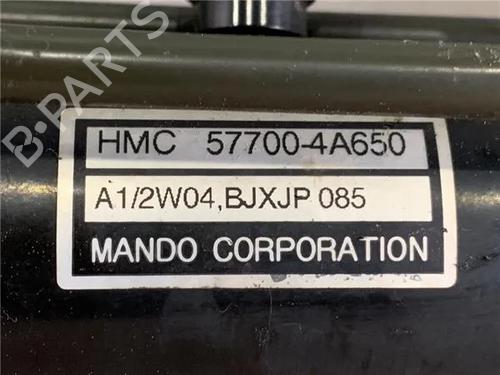 HMC 57700-4A650
A1/2W04,BJXJP 085
MANDO CORPORATION
B-PARTS